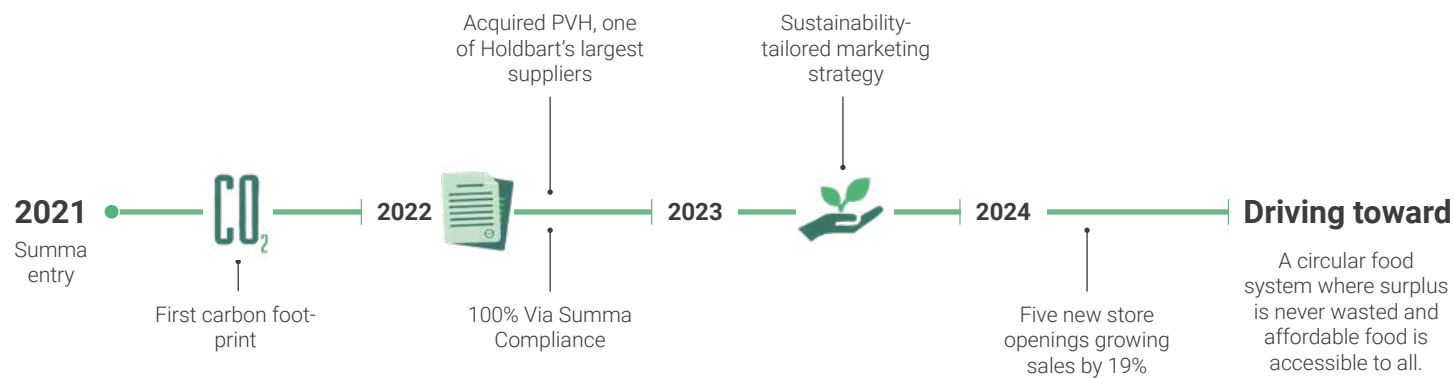 Acquired PVH, one
of Holdbart's largest
suppliers
Sustainability-
tailored marketing
strategy
2021
Summa
entry
CO2
First carbon foot-
print
2022
100% Via Summa
Compliance
2023
2024
Five new store
openings growing
sales by 19%
Driving toward
A circular food
system where surplus
is never wasted and
affordable food is
accessible to all.